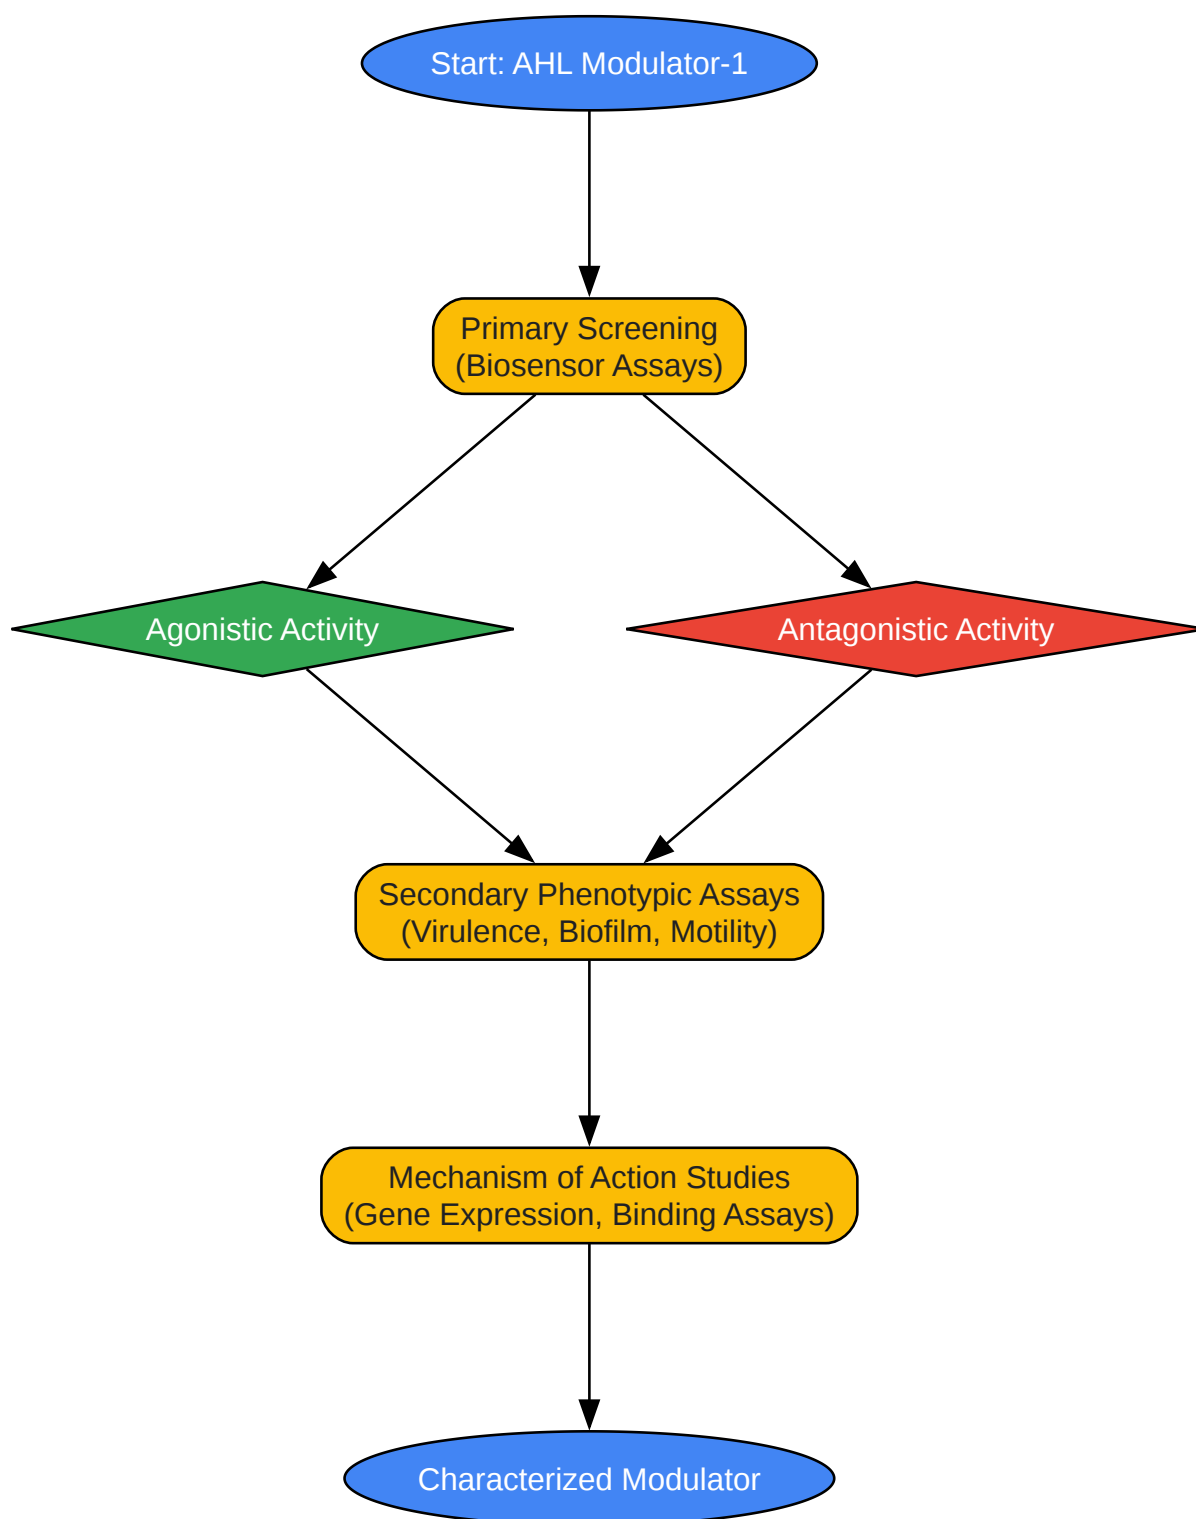 Start: AHL Modulator-1
Primary Screening
(Biosensor Assays)
Agonistic Activity
Antagonistic Activity
Secondary Phenotypic Assays
(Virulence, Biofilm, Motility)
Mechanism of Action Studies
(Gene Expression, Binding Assays)
Characterized Modulator